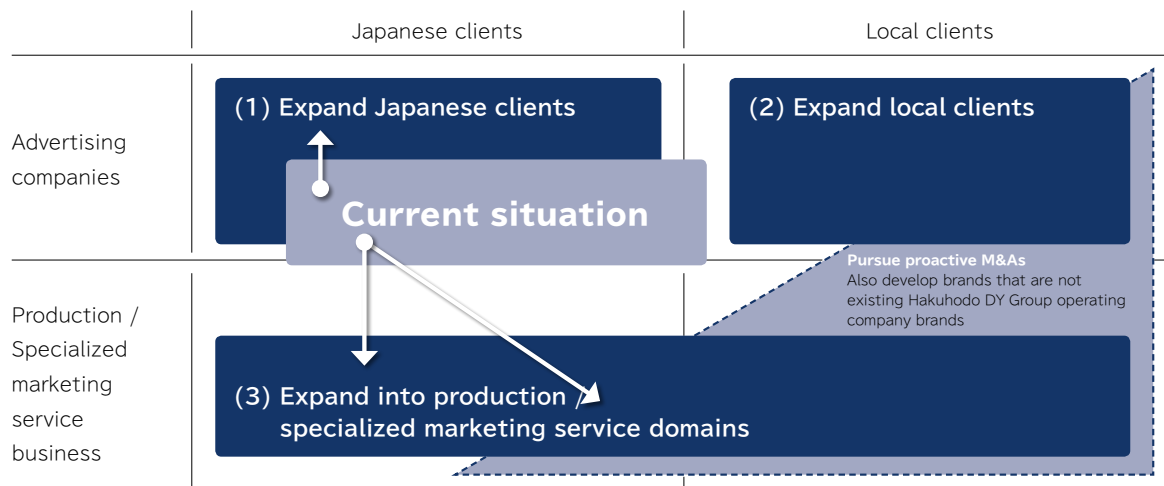 Japanese clients
Local clients
Advertising
companies
(1) Expand Japanese clients
(2) Expand local clients
Current situation
Pursue proactive M&As
Also develop brands that are not
existing Hakuhodo DY Group operating
company brands
Production /
Specialized
marketing
service
business
(3) Expand into production /
specialized marketing service domains